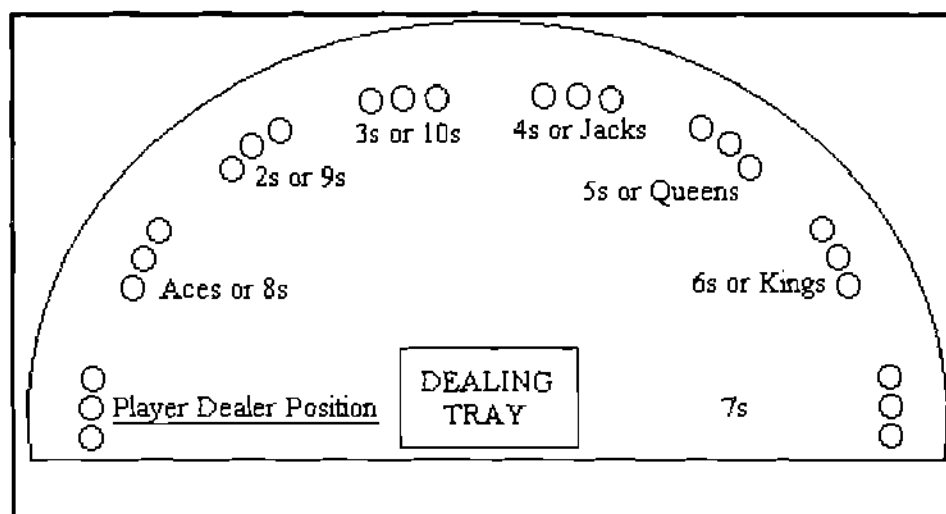 3s or 10s
4s or Jacks
2s or 9s
5s or Queens
Aces or 8s
6s or Kings
Player Dealer Position
DEALING
TRAY
7s